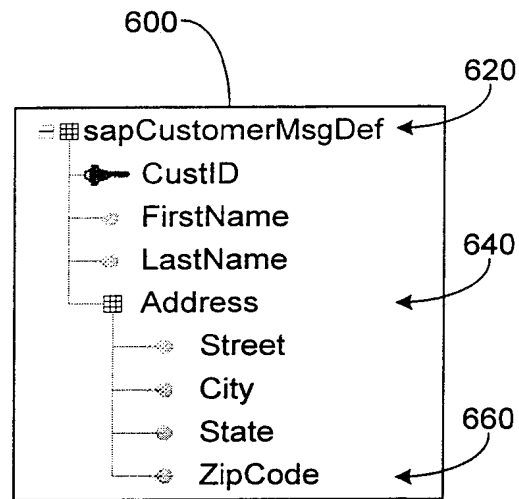 600
620
sapCustomerMsgDef
CustID
FirstName
LastName
640
Address
Street
City
State
660
ZipCode